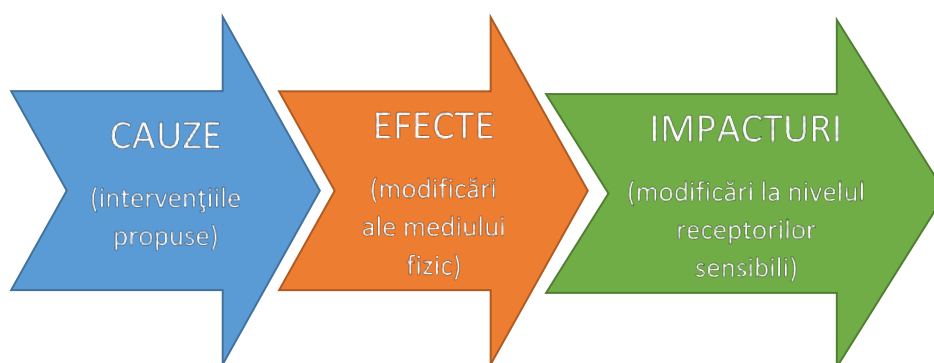 CAUZE
(intervenţiile
propuse)
EFECTE
(modificări
ale mediului
fizic)
IMPACTURI
(modificări la nivelul
receptorilor
sensibili)